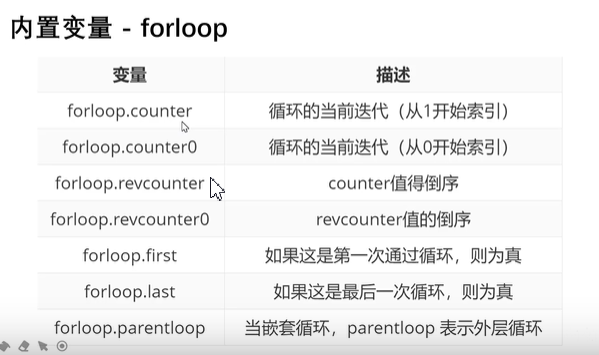 内置变量 - forloop
变量 描述
forloop.counter 循环的当前迭代（从1开始索引）
forloop.counter0 循环的当前迭代（从0开始索引）
forloop.revcounter counter值得倒序
forloop.revcounter0 revcounter值的倒序
forloop.first 如果这是第一次通过循环，则为真
forloop.last 如果这是最后一次循环，则为真
forloop.parentloop 当嵌套循环，parentloop 表示外层循环